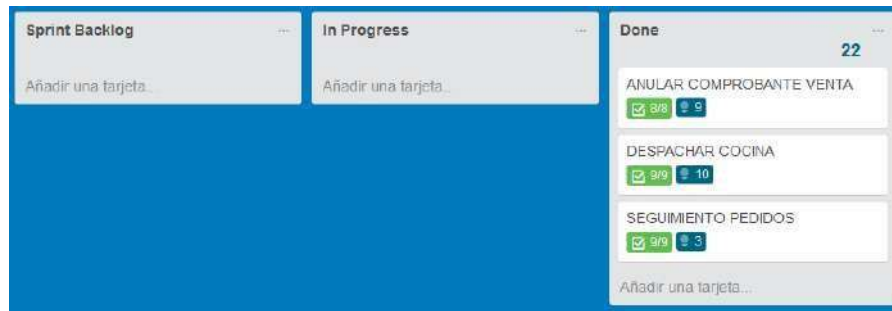 Sprint Backlog
...
Añadir una tarjeta...
In Progress
...
Añadir una tarjeta...
Done
...
22
ANULAR COMPROBANTE VENTA
8/8 9
DESPACHAR COCINA
9/9 10
SEGUIMIENTO PEDIDOS
9/9 3
Añadir una tarjeta...